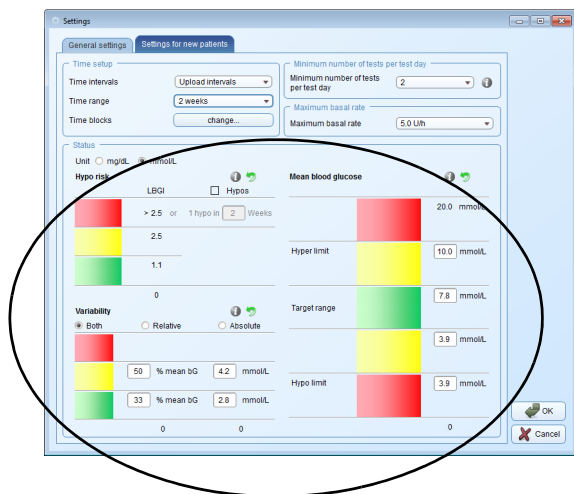 Settings
General settings
Settings for new patients
Time setup
Time intervals Upload intervals
Time range 2 weeks
Time blocks change...
Minimum number of tests per test day
Minimum number of tests
per test day 2
Maximum basal rate
Maximum basal rate 5.0 U/h
Status
Unit mg/dL mmol/L
Hypo risk
LBGI Hypos
> 2.5 or 1 hypo in 2 Weeks
2.5
1.1
0
Variability
Both Relative Absolute
50 % mean bG 4.2 mmol/L
33 % mean bG 2.8 mmol/L
0 0
Mean blood glucose
20.0 mmol/L
Hyper limit 10.0 mmol/L
7.8 mmol/L
Target range
3.9 mmol/L
Hypo limit 3.9 mmol/L
0
OK
Cancel